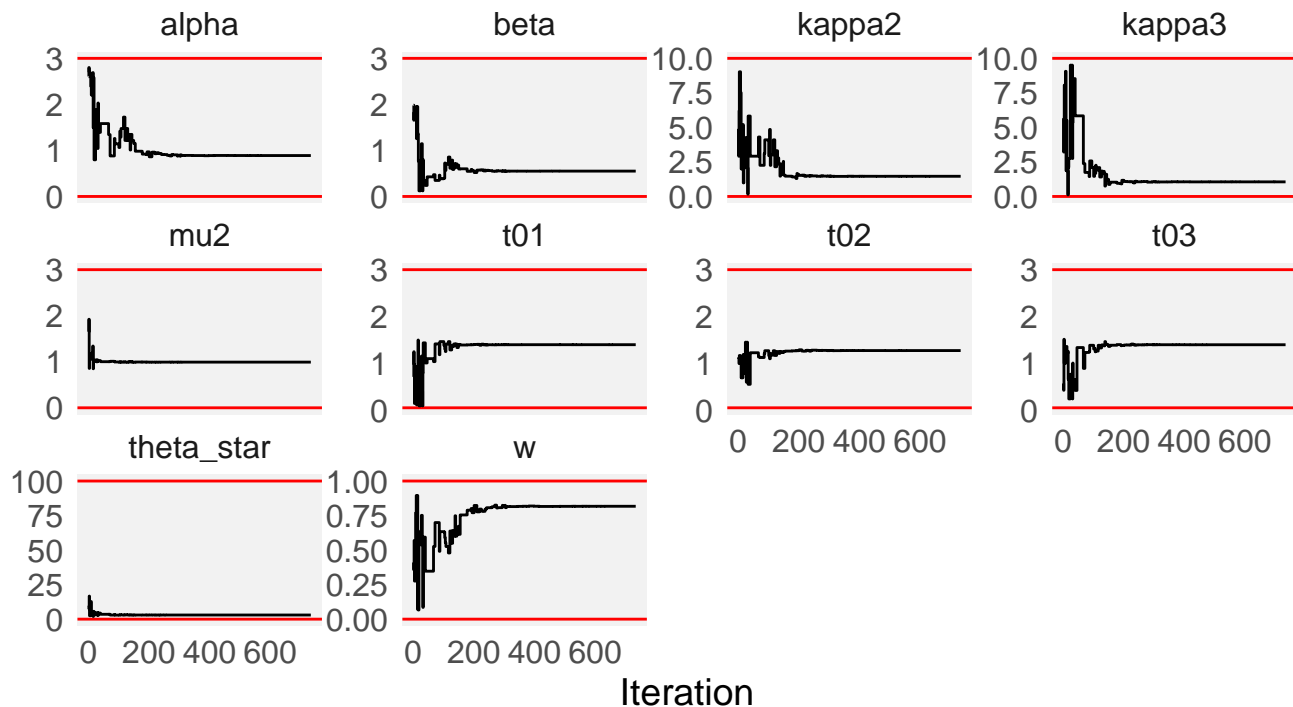 alpha beta kappa2 kappa3
3 3 10.0 10.0
2 2 7.5 7.5
5.0 5.0
1 1 2.5 2.5
0 0 0.0 0.0
mu2 t01 t02 t03
3 3 3 3
2 2 2 2
1 1 1 1
0 0 0 0
0 200 400 600 0 200 400 600
theta_star w
100 1.00
75 0.75
50 0.50
25 0.25
0 0.00
0 200 400 600 0 200 400 600
Iteration